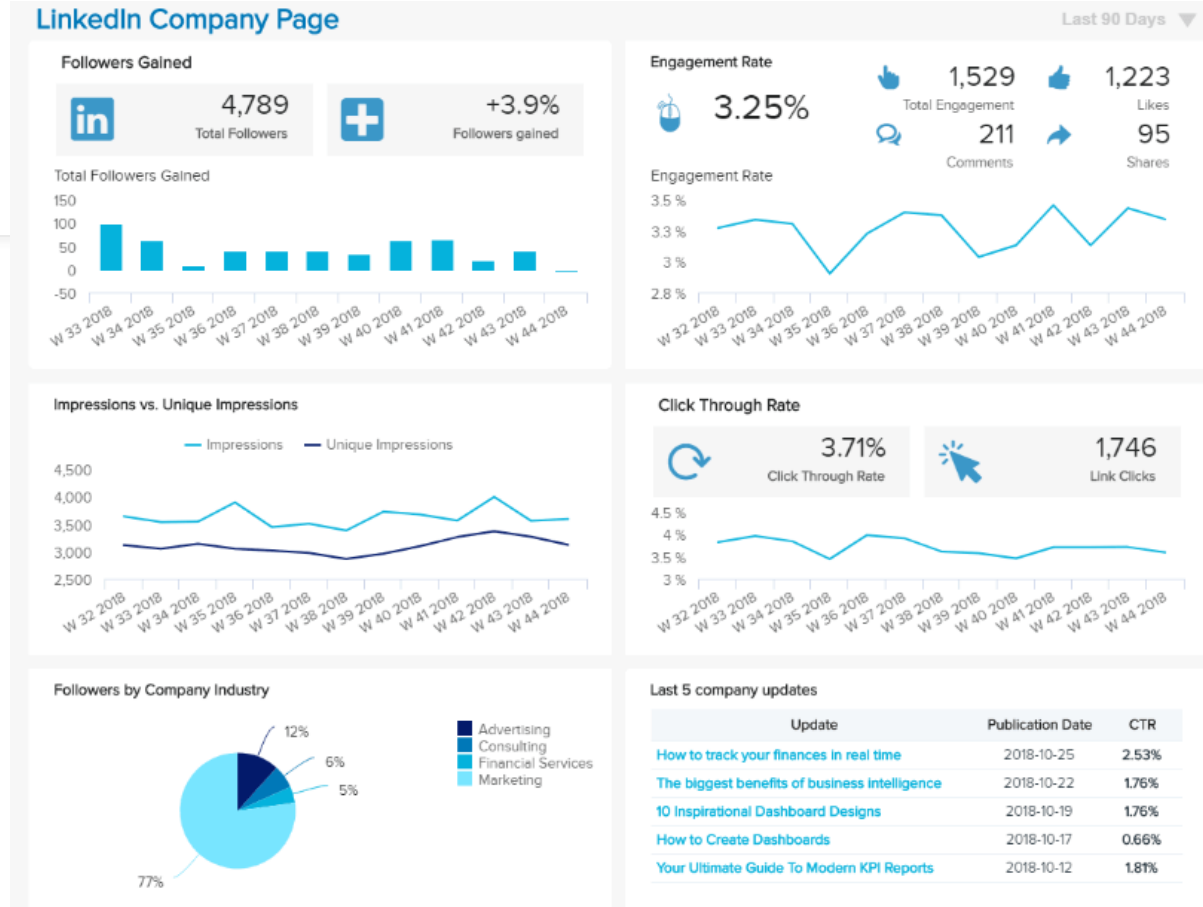 LinkedIn Company Page
Last 90 Days
Followers Gained
in
4,789
Total Followers
+3.9%
Followers gained
Total Followers Gained
150
100
50
0
-50
W 33 2018
W 34 2018
W 35 2018
W 36 2018
W 37 2018
W 38 2018
W 39 2018
W 40 2018
W 41 2018
W 42 2018
W 43 2018
W 44 2018
Engagement Rate
3.25%
1,529
Total Engagement
1,223
Likes
211
Comments
95
Shares
Engagement Rate
3.5 %
3.3 %
3 %
2.8 %
W 32 2018
W 33 2018
W 34 2018
W 35 2018
W 36 2018
W 37 2018
W 38 2018
W 39 2018
W 40 2018
W 41 2018
W 42 2018
W 43 2018
W 44 2018
Impressions vs. Unique Impressions
Impressions
Unique Impressions
4,500
4,000
3,500
3,000
2,500
W 32 2018
W 33 2018
W 34 2018
W 35 2018
W 36 2018
W 37 2018
W 38 2018
W 39 2018
W 40 2018
W 41 2018
W 42 2018
W 43 2018
W 44 2018
Click Through Rate
3.71%
Click Through Rate
1,746
Link Clicks
4.5 %
4 %
3.5 %
3 %
W 32 2018
W 33 2018
W 34 2018
W 35 2018
W 36 2018
W 37 2018
W 38 2018
W 39 2018
W 40 2018
W 41 2018
W 42 2018
W 43 2018
W 44 2018
Followers by Company Industry
12%
6%
5%
77%
Advertising
Consulting
Financial Services
Marketing
Last 5 company updates
Update Publication Date CTR
How to track your finances in real time 2018-10-25 2.53%
The biggest benefits of business intelligence 2018-10-22 1.76%
10 Inspirational Dashboard Designs 2018-10-19 1.76%
How to Create Dashboards 2018-10-17 0.66%
Your Ultimate Guide To Modern KPI Reports 2018-10-12 1.81%